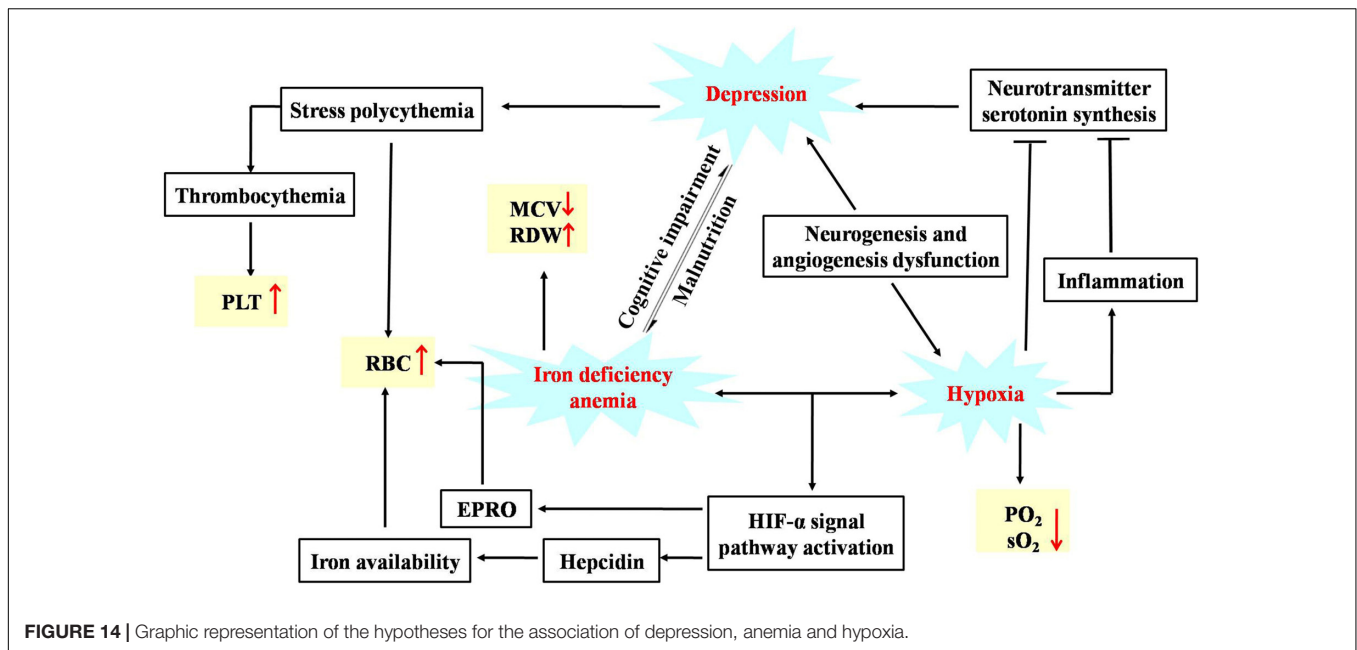 Depression
Neurotransmitter
serotonin synthesis
Stress polycythemia
Thrombocythemia
MCV↓
RDW↑
Cognitive impairment
Malnutrition
Neurogenesis and
angiogenesis dysfunction
Inflammation
PLT↑
RBC↑
Iron deficiency
anemia
Hypoxia
EPRO
HIF-α signal
pathway activation
PO₂
sO₂↓
Iron availability
Hepcidin
FIGURE 14 | Graphic representation of the hypotheses for the association of depression, anemia and hypoxia.